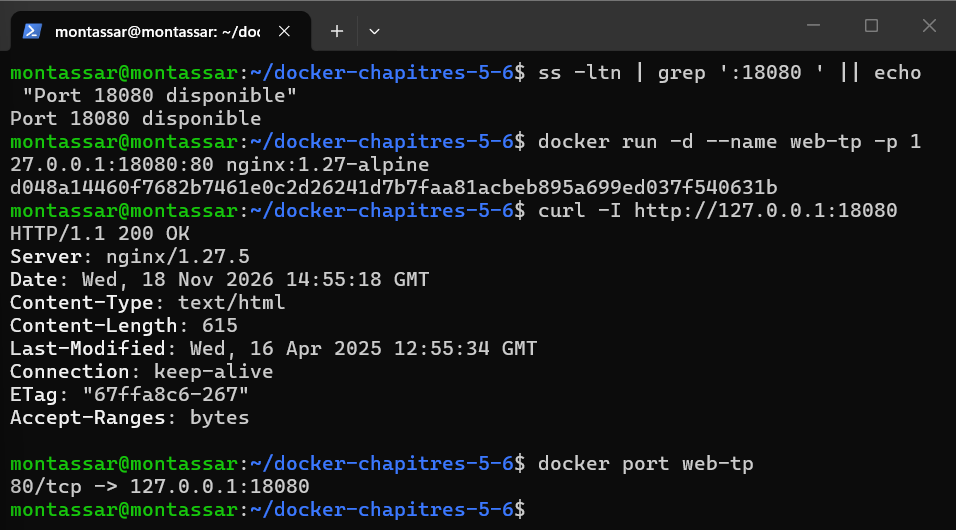 montassar@montassar: ~/doc
montassar@montassar:~/docker-chapitres-5-6$ ss -ltn | grep ':18080 ' || echo
 "Port 18080 disponible"
Port 18080 disponible
montassar@montassar:~/docker-chapitres-5-6$ docker run -d --name web-tp -p 1
27.0.0.1:18080:80 nginx:1.27-alpine
d048a14460f7682b7461e0c2d26241d7b7faa81acbeb895a699ed037f540631b
montassar@montassar:~/docker-chapitres-5-6$ curl -I http://127.0.0.1:18080
HTTP/1.1 200 OK
Server: nginx/1.27.5
Date: Wed, 18 Nov 2026 14:55:18 GMT
Content-Type: text/html
Content-Length: 615
Last-Modified: Wed, 16 Apr 2025 12:55:34 GMT
Connection: keep-alive
ETag: "67ffa8c6-267"
Accept-Ranges: bytes

montassar@montassar:~/docker-chapitres-5-6$ docker port web-tp
80/tcp -> 127.0.0.1:18080
montassar@montassar:~/docker-chapitres-5-6$